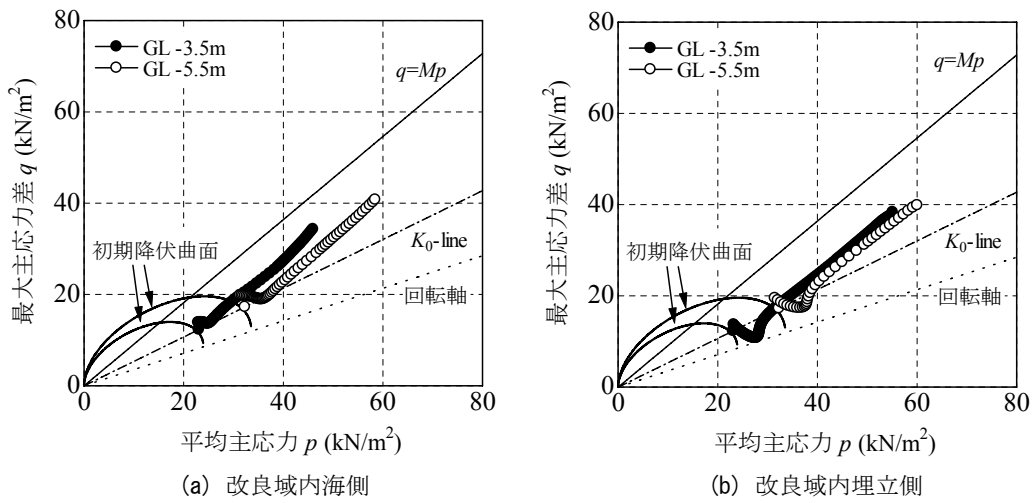 80
60
40
20
0
最大主応力差 q (kN/m²)
GL -3.5m
GL -5.5m
q=Mp
K₀-line
回転軸
初期降伏曲面
0 20 40 60 80
平均主応力 p (kN/m²)
(a) 改良域内海側
80
60
40
20
0
最大主応力差 q (kN/m²)
GL -3.5m
GL -5.5m
q=Mp
K₀-line
回転軸
初期降伏曲面
0 20 40 60 80
平均主応力 p (kN/m²)
(b) 改良域内埋立側